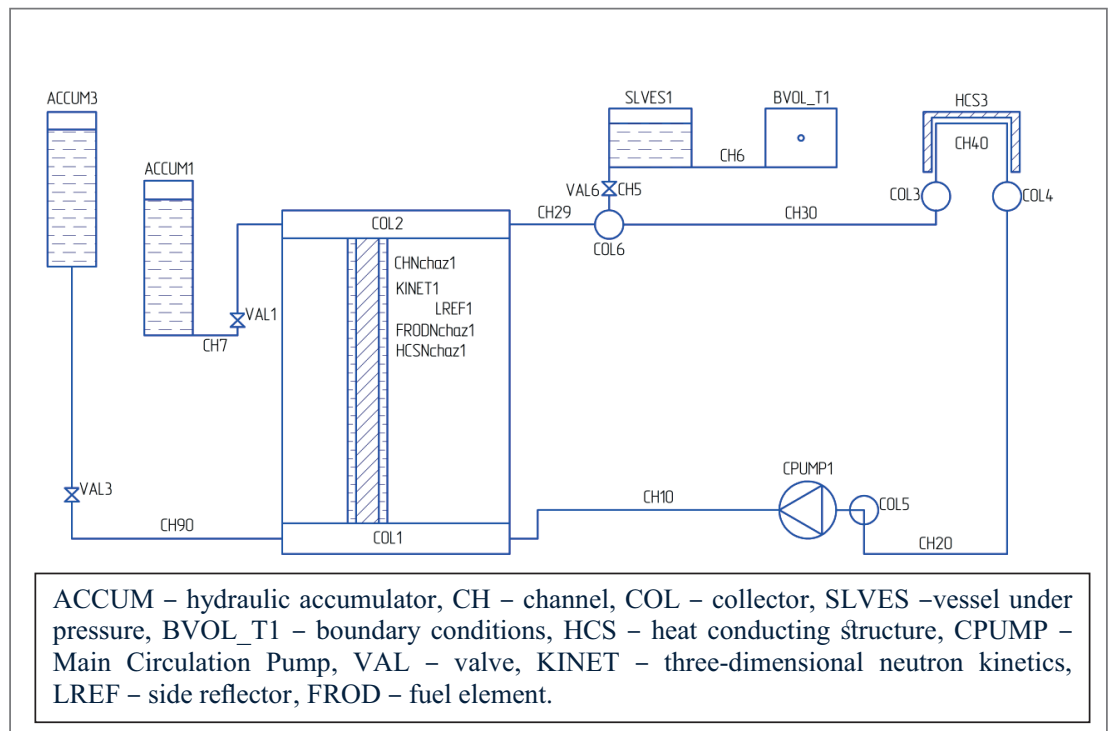 ACCUM3
SLVES1
BVOL_T1
HCS3
CH40
ACCUM1
CH6
VAL6
CH5
COL3
COL4
COL2
CH29
CH30
COL6
CHNchaz1
KINET1
LREF1
FRODNchaz1
HCSNchaz1
VAL1
CH7
CPUMP1
VAL3
CH10
COL5
CH90
COL1
CH20
ACCUM – hydraulic accumulator, CH – channel, COL – collector, SLVES –vessel under
pressure, BVOL_T1 – boundary conditions, HCS – heat conducting structure, CPUMP –
Main Circulation Pump, VAL – valve, KINET – three-dimensional neutron kinetics,
LREF – side reflector, FROD – fuel element.